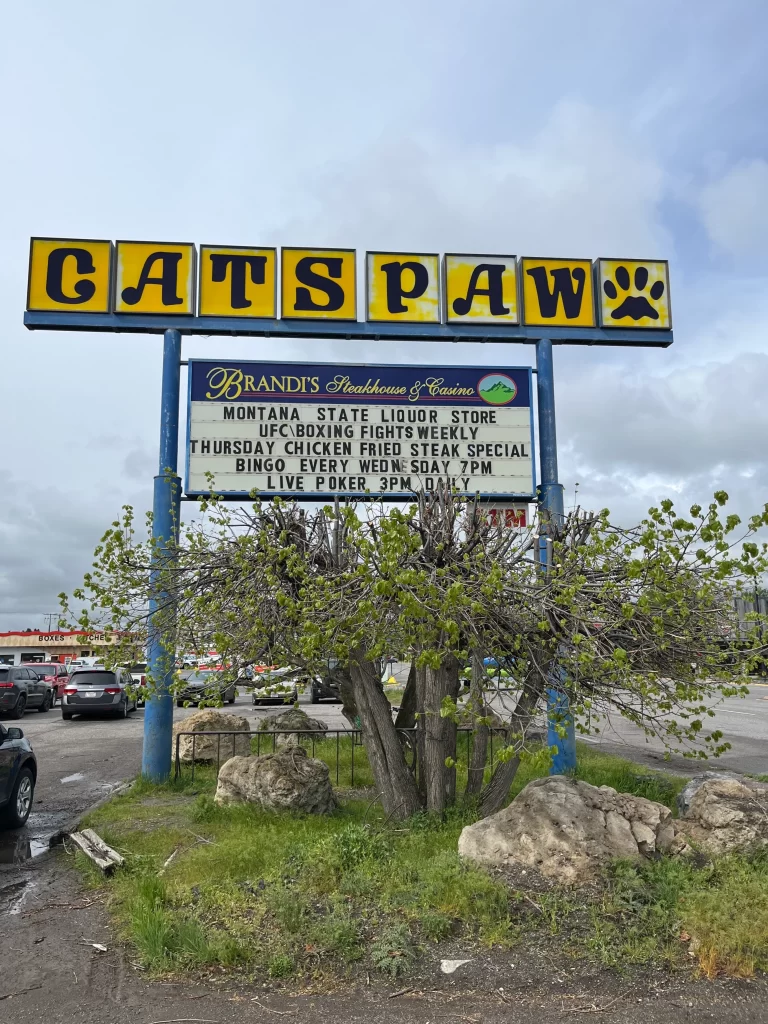 CATSPAW
BRANDI'S Steakhouse & Casino
MONTANA STATE LIQUOR STORE
UFC\BOXING FIGHTS WEEKLY
THURSDAY CHICKEN FRIED STEAK SPECIAL
BINGO EVERY WEDNESDAY 7PM
LIVE POKER 3PM DAILY
BOXES